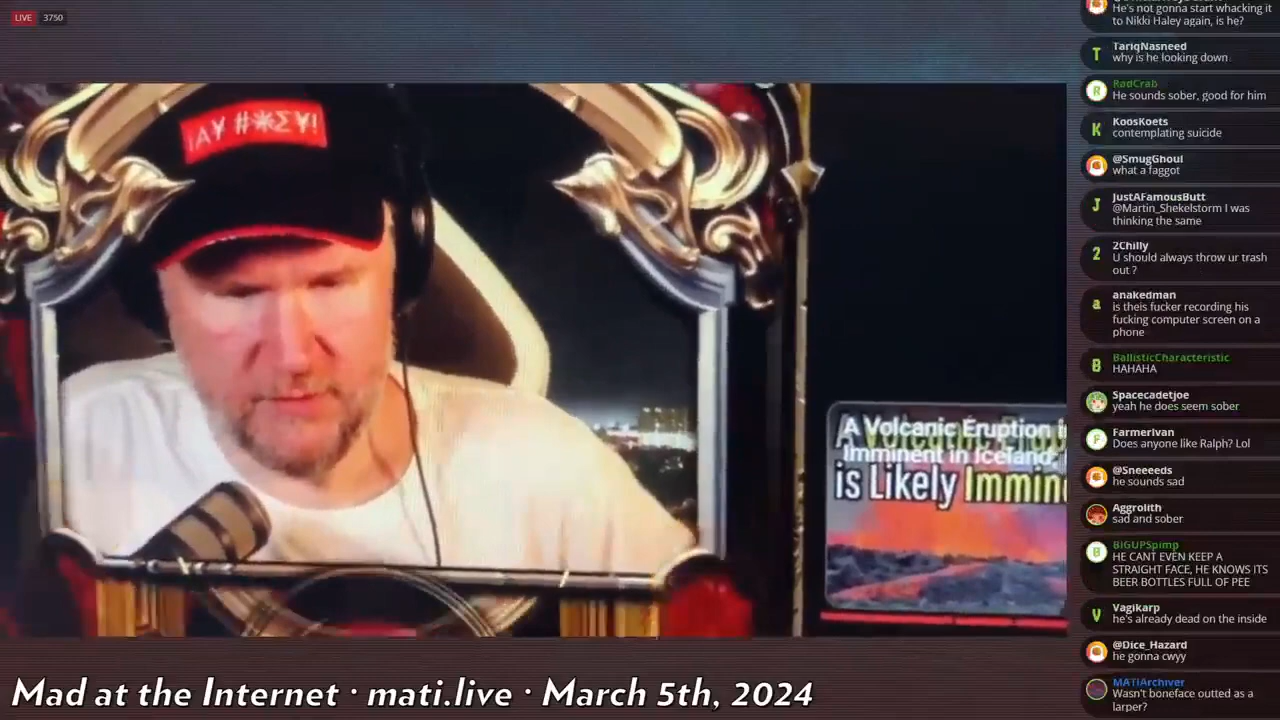 LIVE 3750
¡AY #*Σ¥!
A Volcanic Eruption
Imminent in Iceland,
is Likely Immin
Mad at the Internet · mati.live · March 5th, 2024
He's not gonna start whacking it
to Nikki Haley again, is he?
T
TariqNasneed
why is he looking down
R
RadCrab
He sounds sober, good for him
K
KoosKoets
contemplating suicide
@SmugGhoul
what a faggot
J
JustAFamousButt
@Martin_Shekelstorm I was
thinking the same
2
2Chilly
U should always throw ur trash
out ?
a
anakedman
is theis fucker recording his
fucking computer screen on a
phone
B
BallisticCharacteristic
HAHAHA
Spacecadetjoe
yeah he does seem sober
F
FarmerIvan
Does anyone like Ralph? Lol
@Sneeeeds
he sounds sad
Aggrolith
sad and sober
B
BIGUPSpimp
HE CANT EVEN KEEP A
STRAIGHT FACE, HE KNOWS ITS
BEER BOTTLES FULL OF PEE
V
Vagikarp
he's already dead on the inside
@Dice_Hazard
he gonna cwyy
MATIArchiver
Wasn't boneface outted as a
larper?